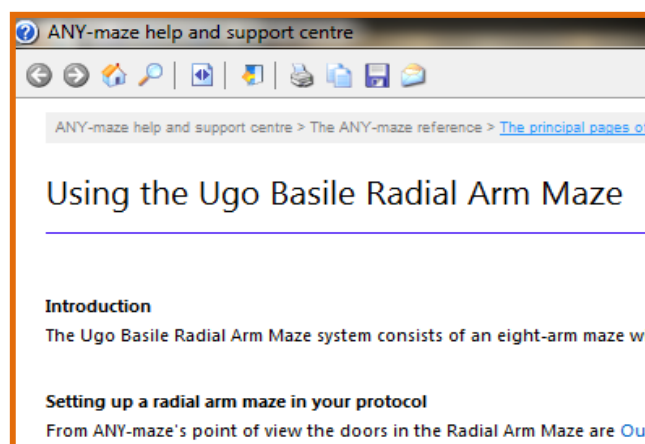 ANY-maze help and support centre
ANY-maze help and support centre > The ANY-maze reference > The principal pages of
Using the Ugo Basile Radial Arm Maze
Introduction
The Ugo Basile Radial Arm Maze system consists of an eight-arm maze w
Setting up a radial arm maze in your protocol
From ANY-maze's point of view the doors in the Radial Arm Maze are Ou